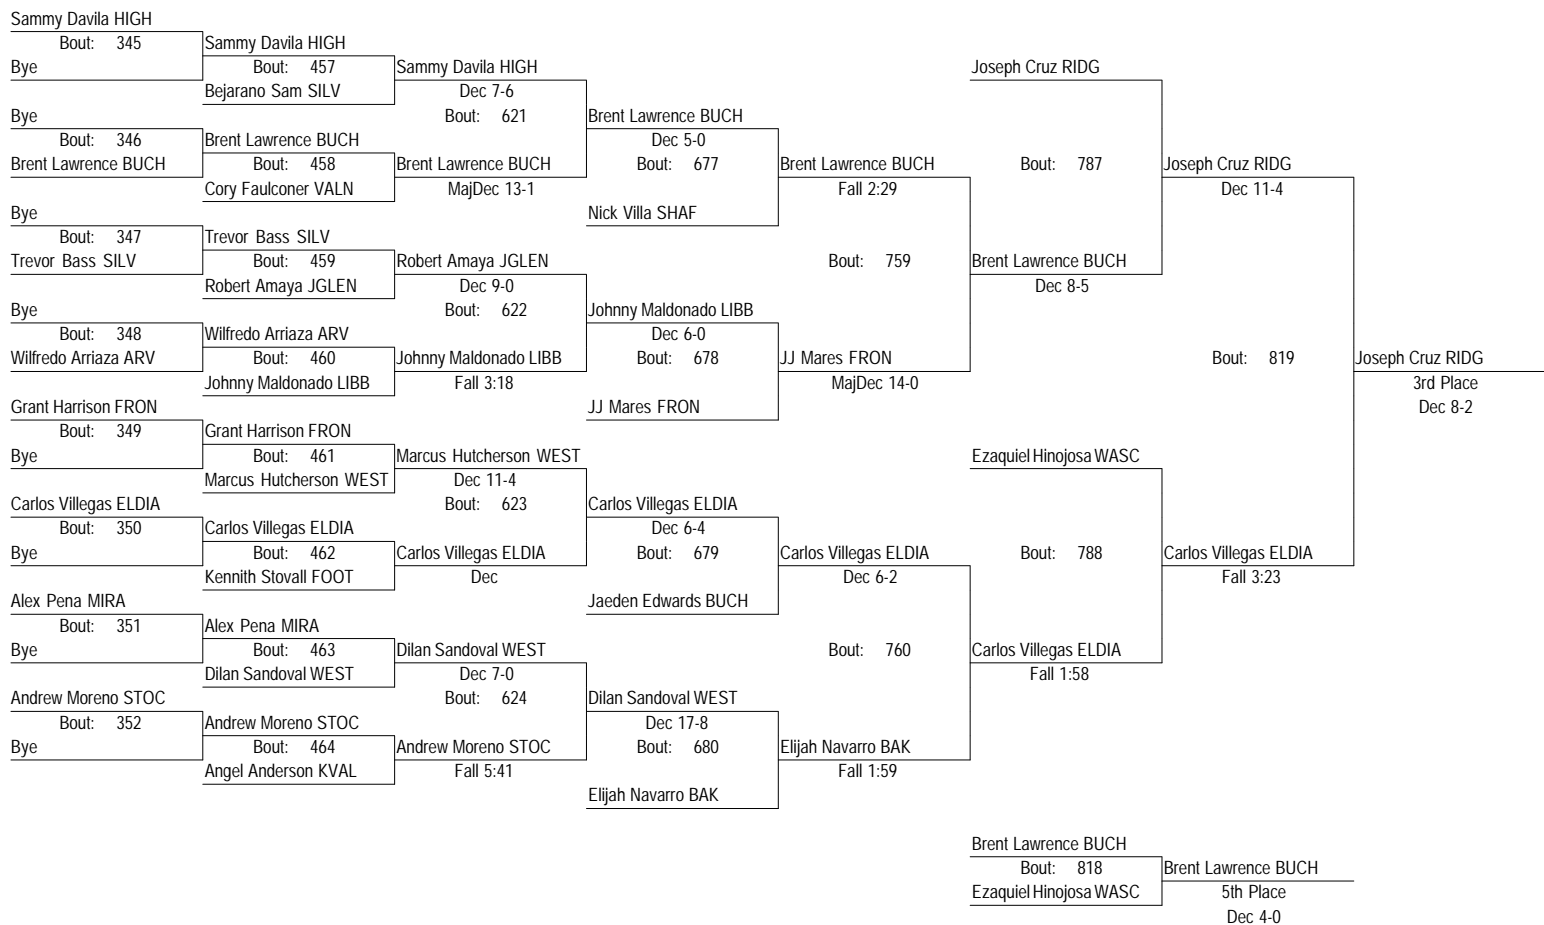 Sammy Davila HIGH
Bout: 345
Bye
Bye
Bout: 346
Brent Lawrence BUCH
Bye
Bout: 347
Trevor Bass SILV
Bye
Bout: 348
Wilfredo Arriaza ARV
Grant Harrison FRON
Bout: 349
Bye
Carlos Villegas ELDIA
Bout: 350
Bye
Alex Pena MIRA
Bout: 351
Bye
Andrew Moreno STOC
Bout: 352
Bye
Sammy Davila HIGH
Bout: 457
Bejarano Sam SILV
Brent Lawrence BUCH
Bout: 458
Cory Faulconer VALN
Trevor Bass SILV
Bout: 459
Robert Amaya JGLEN
Wilfredo Arriaza ARV
Bout: 460
Johnny Maldonado LIBB
Grant Harrison FRON
Bout: 461
Marcus Hutcherson WEST
Carlos Villegas ELDIA
Bout: 462
Kennith Stovall FOOT
Alex Pena MIRA
Bout: 463
Dilan Sandoval WEST
Andrew Moreno STOC
Bout: 464
Angel Anderson KVAL
Sammy Davila HIGH
Dec 7-6
Bout: 621
Brent Lawrence BUCH
MajDec 13-1
Robert Amaya JGLEN
Dec 9-0
Bout: 622
Johnny Maldonado LIBB
Fall 3:18
Marcus Hutcherson WEST
Dec 11-4
Bout: 623
Carlos Villegas ELDIA
Dec
Dilan Sandoval WEST
Dec 7-0
Bout: 624
Andrew Moreno STOC
Fall 5:41
Brent Lawrence BUCH
Dec 5-0
Bout: 677
Nick Villa SHAF
Johnny Maldonado LIBB
Dec 6-0
Bout: 678
JJ Mares FRON
Carlos Villegas ELDIA
Dec 6-4
Bout: 679
Jaeden Edwards BUCH
Dilan Sandoval WEST
Dec 17-8
Bout: 680
Elijah Navarro BAK
Brent Lawrence BUCH
Fall 2:29
Bout: 759
JJ Mares FRON
MajDec 14-0
Carlos Villegas ELDIA
Dec 6-2
Bout: 760
Elijah Navarro BAK
Fall 1:59
Joseph Cruz RIDG
Bout: 787
Brent Lawrence BUCH
Dec 8-5
Ezaquiel Hinojosa WASC
Bout: 788
Carlos Villegas ELDIA
Fall 1:58
Joseph Cruz RIDG
Dec 11-4
Bout: 819
Carlos Villegas ELDIA
Fall 3:23
Joseph Cruz RIDG
3rd Place
Dec 8-2
Brent Lawrence BUCH
Bout: 818
Ezaquiel Hinojosa WASC
Brent Lawrence BUCH
5th Place
Dec 4-0